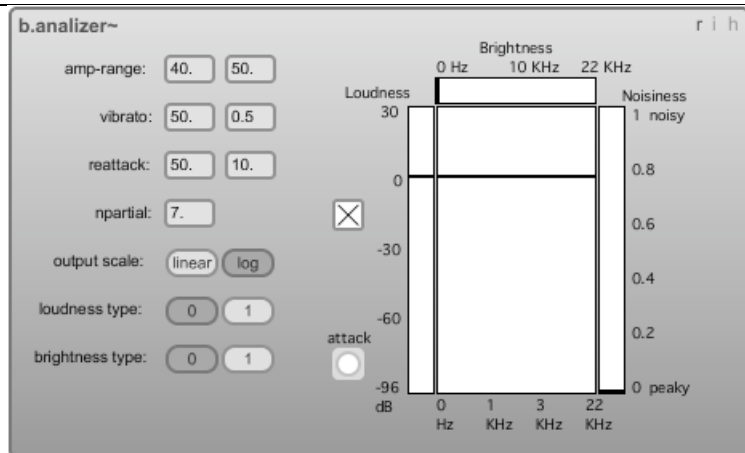 b.analizer~
r i h
amp-range: 40. 50.
vibrato: 50. 0.5
reattack: 50. 10.
npartial: 7.
output scale: linear log
loudness type: 0 1
brightness type: 0 1
attack
Brightness
0 Hz 10 KHz 22 KHz
Loudness
30
0
-30
-60
-96
dB
Noisiness
1 noisy
0.8
0.6
0.4
0.2
0 peaky
0 1 3 22
Hz KHz KHz KHz